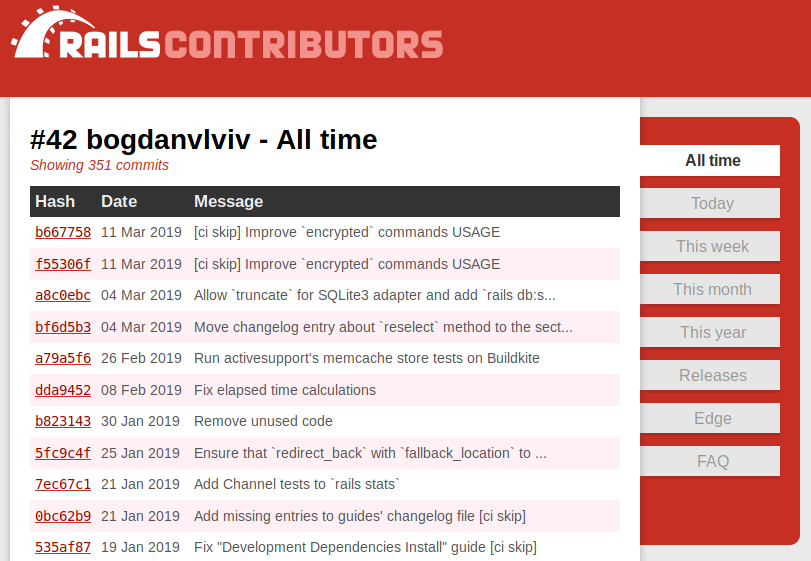 RAILS CONTRIBUTORS
#42 bogdanvlviv - All time
Showing 351 commits
Hash Date Message
b667758 11 Mar 2019 [ci skip] Improve `encrypted` commands USAGE
f55306f 11 Mar 2019 [ci skip] Improve `encrypted` commands USAGE
a8c0ebc 04 Mar 2019 Allow `truncate` for SQLite3 adapter and add `rails db:s...
bf6d5b3 04 Mar 2019 Move changelog entry about `reselect` method to the sect...
a79a5f6 26 Feb 2019 Run activesupport's memcache store tests on Buildkite
dda9452 08 Feb 2019 Fix elapsed time calculations
b823143 30 Jan 2019 Remove unused code
5fc9c4f 25 Jan 2019 Ensure that `redirect_back` with `fallback_location` to ...
7ec67c1 21 Jan 2019 Add Channel tests to `rails stats`
0bc62b9 21 Jan 2019 Add missing entries to guides' changelog file [ci skip]
535af87 19 Jan 2019 Fix "Development Dependencies Install" guide [ci skip]
All time
Today
This week
This month
This year
Releases
Edge
FAQ